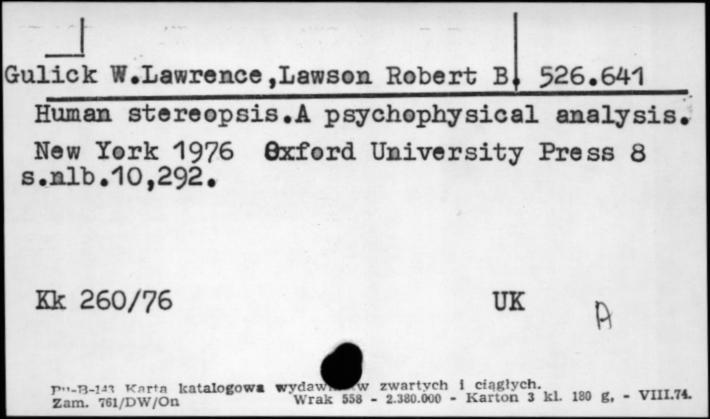 Gulick W.Lawrence,Lawson Robert B. 526.641
Human stereopsis.A psychophysical analysis.
New York 1976 Oxford University Press 8
s.nlb.10,292.
Kk 260/76 UK A
Pu-B-143 Karta katalogowa zwartych i ciągłych.
Zam. 761/DW/On Wrak 558 - 2.380.000 - Karton 3 kl. 180 g, - VIII.74.